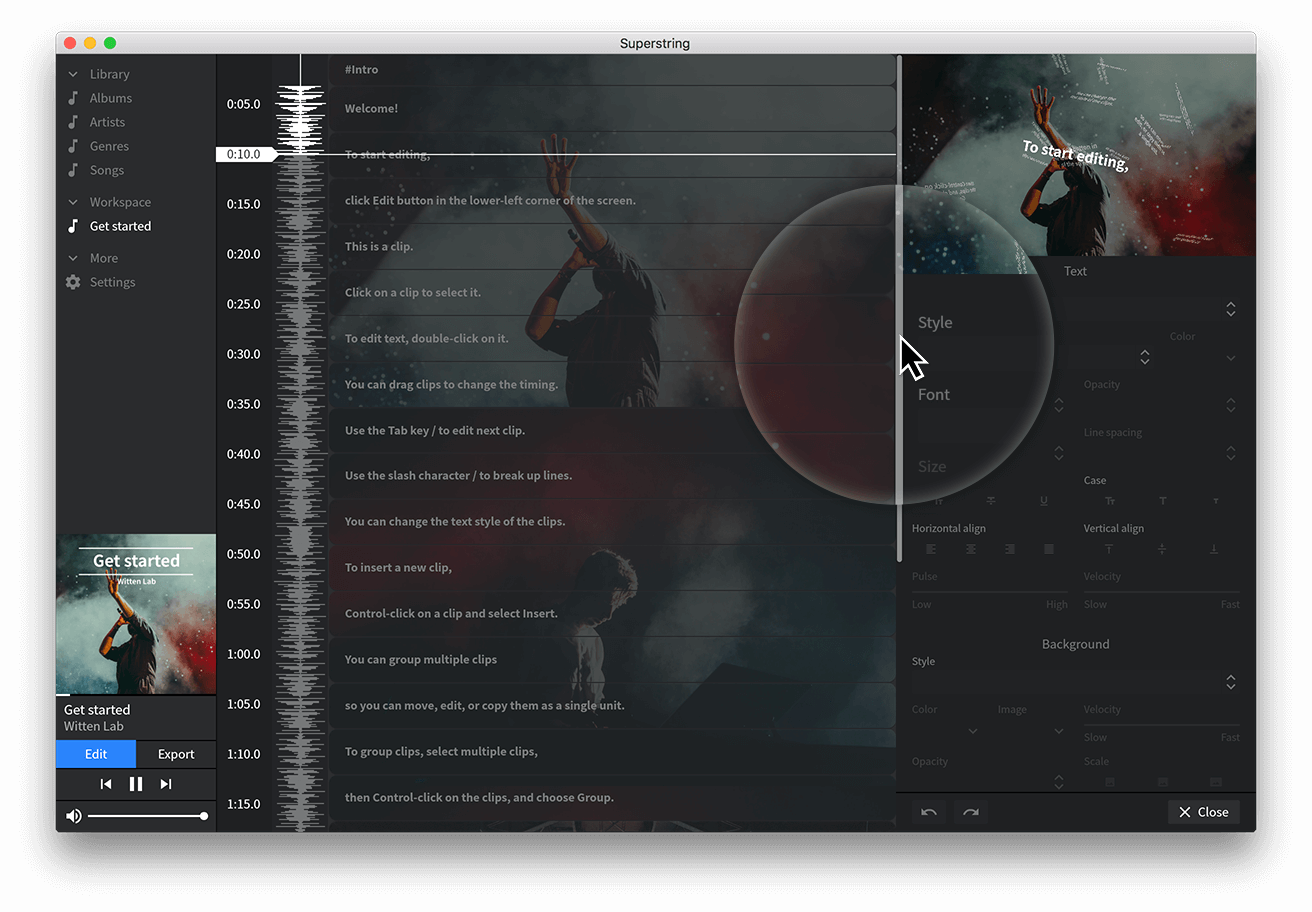 Superstring
Library
Albums
Artists
Genres
Songs
Workspace
Get started
More
Settings
Get started
Witten Lab
Get started
Witten Lab
Edit
Export
0:05.0
0:10.0
0:15.0
0:20.0
0:25.0
0:30.0
0:35.0
0:40.0
0:45.0
0:50.0
0:55.0
1:00.0
1:05.0
1:10.0
1:15.0
#Intro
Welcome!
To start editing,
click Edit button in the lower-left corner of the screen.
This is a clip.
Click on a clip to select it.
To edit text, double-click on it.
You can drag clips to change the timing.
Use the Tab key / to edit next clip.
Use the slash character / to break up lines.
You can change the text style of the clips.
To insert a new clip,
Control-click on a clip and select Insert.
You can group multiple clips
so you can move, edit, or copy them as a single unit.
To group clips, select multiple clips,
then Control-click on the clips, and choose Group.
To start editing,
Text
Style
Color
Font
Opacity
Line spacing
Size
Case
Horizontal align
Vertical align
Pulse
Velocity
Low
High
Slow
Fast
Background
Style
Color
Image
Velocity
Slow
Fast
Opacity
Scale
Close